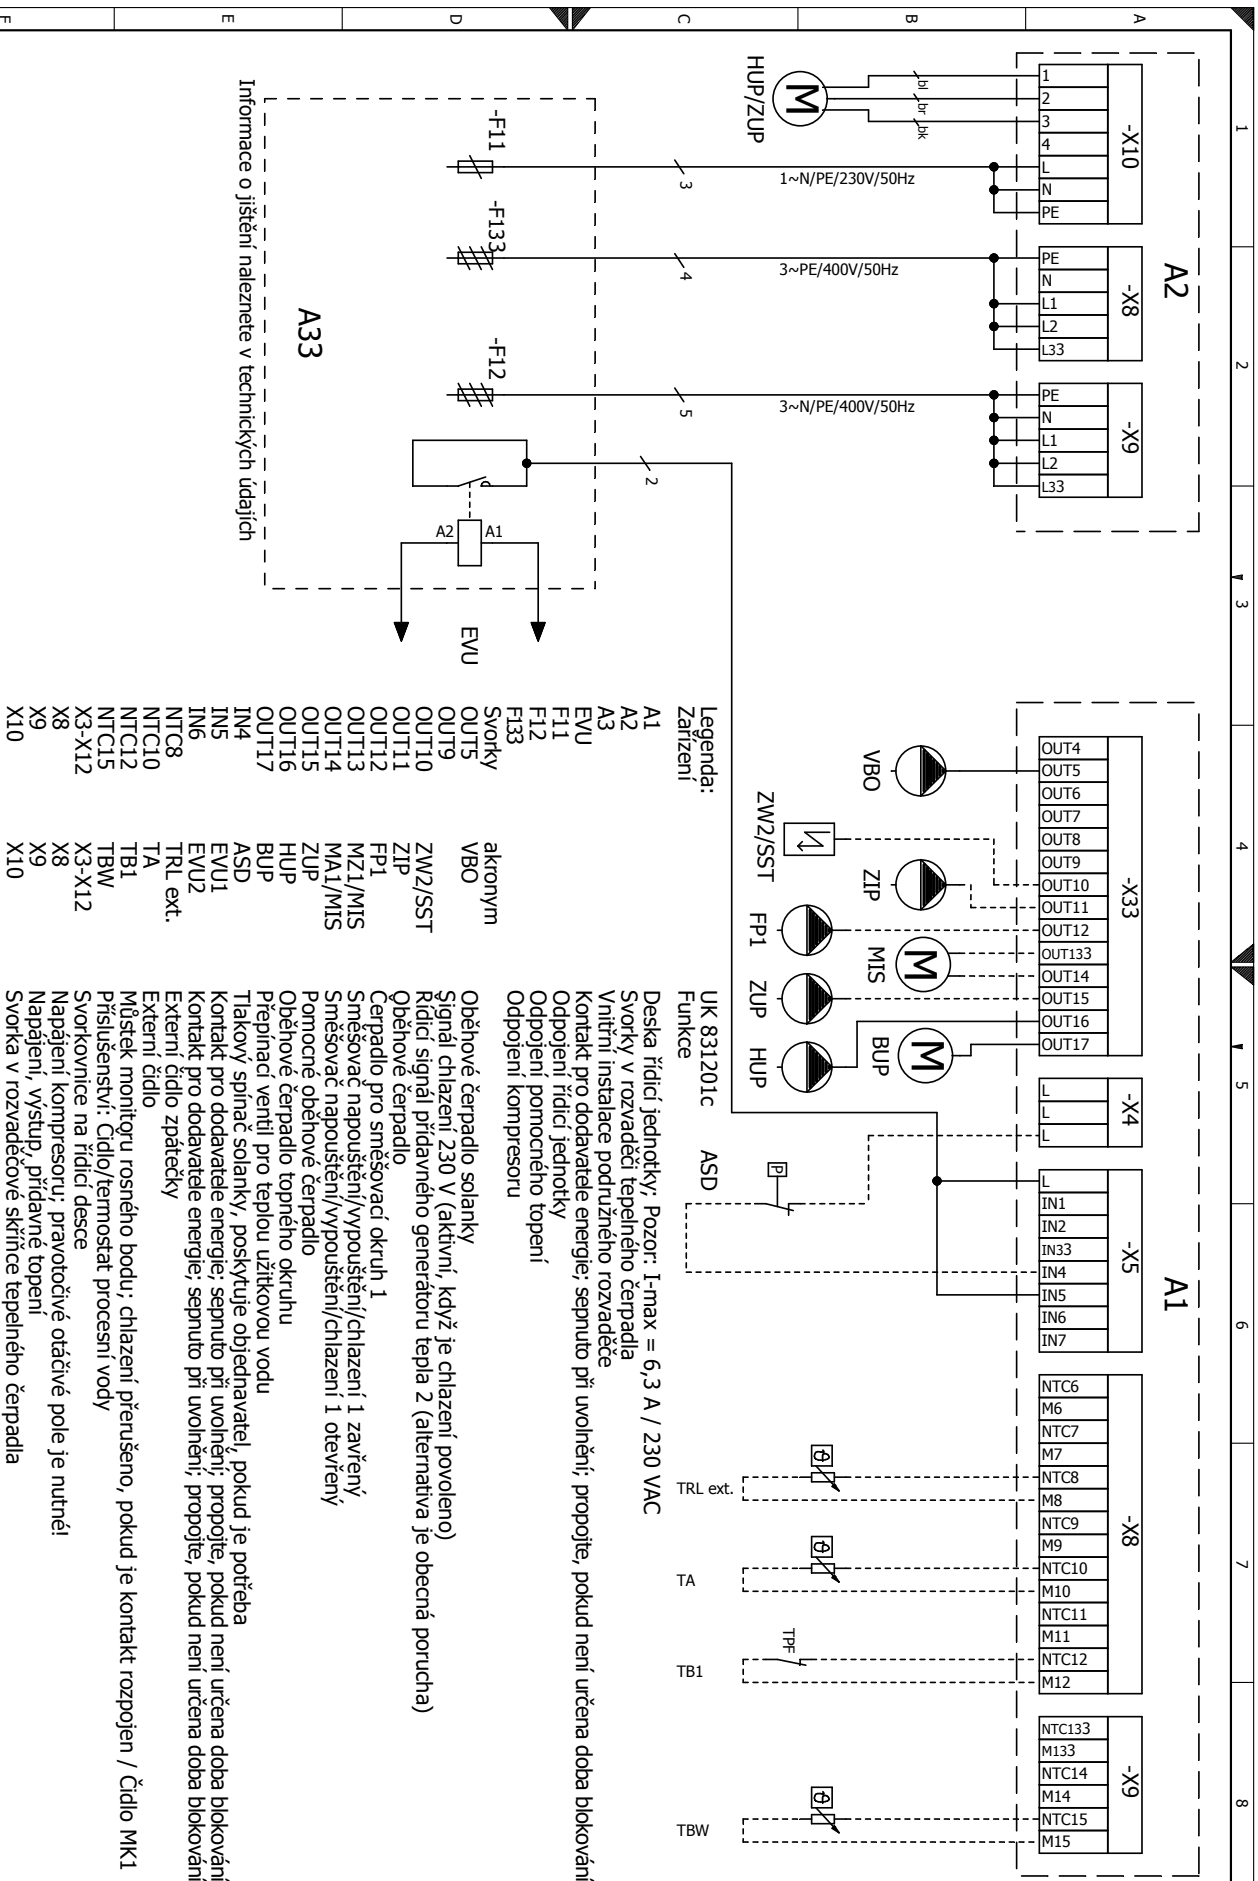 1 2 3 4 5 6 7 8
A
B
C
D
E
F
A2
A1
-X10
-X8
-X9
-X33
-X4
-X5
-X8
-X9
1 2 3 4 L N PE
PE N L1 L2 L33
PE N L1 L2 L33
OUT4 OUT5 OUT6 OUT7 OUT8 OUT9 OUT10 OUT11 OUT12 OUT133 OUT14 OUT15 OUT16 OUT17
L L L
L IN1 IN2 IN33 IN4 IN5 IN6 IN7
NTC6 M6 NTC7 M7 NTC8 M8 NTC9 M9 NTC10 M10 NTC11 M11 NTC12 M12
NTC133 M133 NTC14 M14 NTC15 M15
bl br bk
M
HUP/ZUP
1~N/PE/230V/50Hz
3~PE/400V/50Hz
3~N/PE/400V/50Hz
3
4
5
2
VBO
ZW2/SST
ZIP
FP1
M
MIS
ZUP
HUP
M
BUP
P
ASD
ϑ
TRL ext.
ϑ
TA
TPF
TB1
ϑ
TBW
-F11
-F133
-F12
A1
A2
EVU
A33
Informace o jištění naleznete v technických údajích
Legenda: UK 831201c
Zařízení Funkce
A1 Deska řídicí jednotky; Pozor: I-max = 6,3 A / 230 VAC
A2 Svorky v rozvaděči tepelného čerpadla
A3 Vnitřní instalace podružného rozvaděče
EVU Kontakt pro dodavatele energie; sepnuto při uvolnění; propojte, pokud není určena doba blokování
F11 Odpojení řídicí jednotky
F12 Odpojení pomocného topení
F133 Odpojení kompresoru
Svorky akronym
OUT5 VBO Oběhové čerpadlo solanky
OUT9 Signál chlazení 230 V (aktivní, když je chlazení povoleno)
OUT10 ZW2/SST Řídicí signál přídavného generátoru tepla 2 (alternativa je obecná porucha)
OUT11 ZIP Oběhové čerpadlo
OUT12 FP1 Čerpadlo pro směšovací okruh 1
OUT13 MZ1/MIS Směšovač napouštění/vypouštění/chlazení 1 zavřený
OUT14 MA1/MIS Směšovač napouštění/vypouštění/chlazení 1 otevřený
OUT15 ZUP Pomocné oběhové čerpadlo
OUT16 HUP Oběhové čerpadlo topného okruhu
OUT17 BUP Přepínací ventil pro teplou užitkovou vodu
IN4 ASD Tlakový spínač solanky, poskytuje objednavatel, pokud je potřeba
IN5 EVU1 Kontakt pro dodavatele energie; sepnuto při uvolnění; propojte, pokud není určena doba blokování
IN6 EVU2 Kontakt pro dodavatele energie; sepnuto při uvolnění; propojte, pokud není určena doba blokování
NTC8 TRL ext. Externí čidlo zpátečky
NTC10 TA Externí čidlo
NTC12 TB1 Můstek monitoru rosného bodu; chlazení přerušeno, pokud je kontakt rozpojen / Čidlo MK1
NTC15 TBW Příslušenství: Čidlo/termostat procesní vody
X3-X12 X3-X12 Svorkovnice na řídicí desce
X8 X8 Napájení kompresoru; pravotočivé otáčivé pole je nutné!
X9 X9 Napájení, výstup, přídavné topení
X10 X10 Svorka v rozvaděčové skříňce tepelného čerpadla